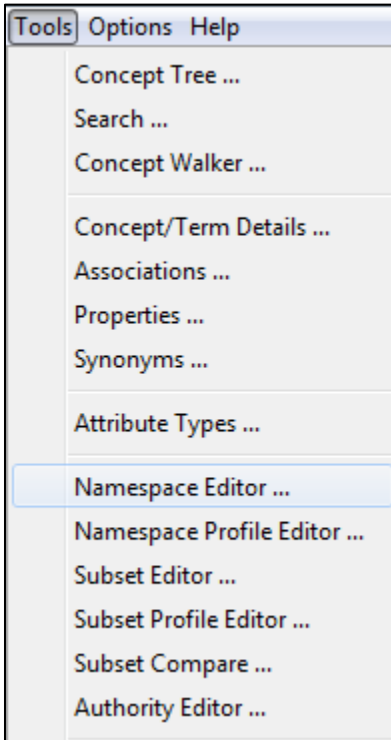 Tools Options Help
Concept Tree ...
Search ...
Concept Walker ...
Concept/Term Details ...
Associations ...
Properties ...
Synonyms ...
Attribute Types ...
Namespace Editor ...
Namespace Profile Editor ...
Subset Editor ...
Subset Profile Editor ...
Subset Compare ...
Authority Editor ...